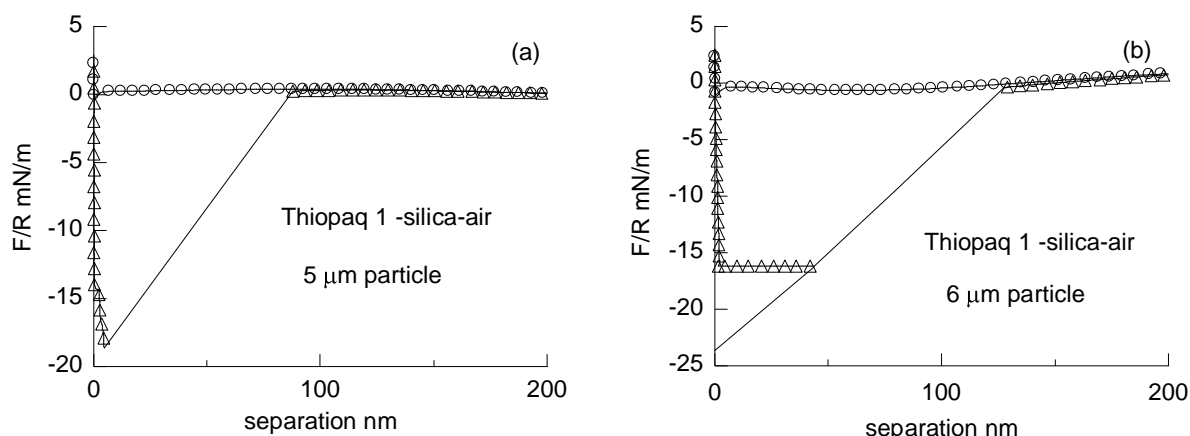 (a)
5
0
-5
-10
-15
-20
F/R mN/m
Thiopaq 1 -silica-air
5 μm particle
0
100
200
separation nm
(b)
5
0
-5
-10
-15
-20
-25
F/R mN/m
Thiopaq 1 -silica-air
6 μm particle
0
100
200
separation nm